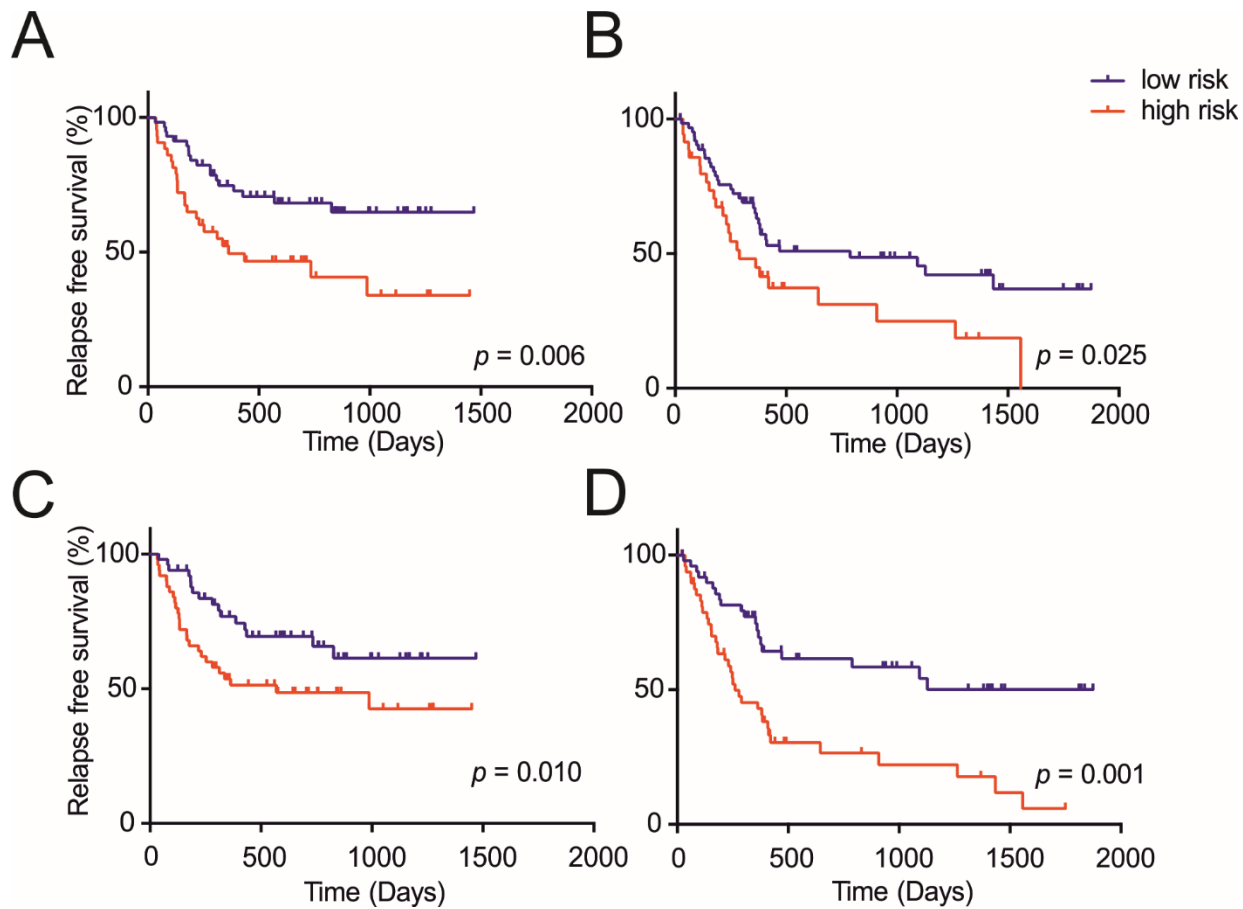 A
B
low risk
high risk
Relapse free survival (%)
100
50
0
p = 0.006
0 500 1000 1500 2000
Time (Days)
100
50
0
p = 0.025
0 500 1000 1500 2000
Time (Days)
C
D
Relapse free survival (%)
100
50
0
p = 0.010
0 500 1000 1500 2000
Time (Days)
100
50
0
p = 0.001
0 500 1000 1500 2000
Time (Days)